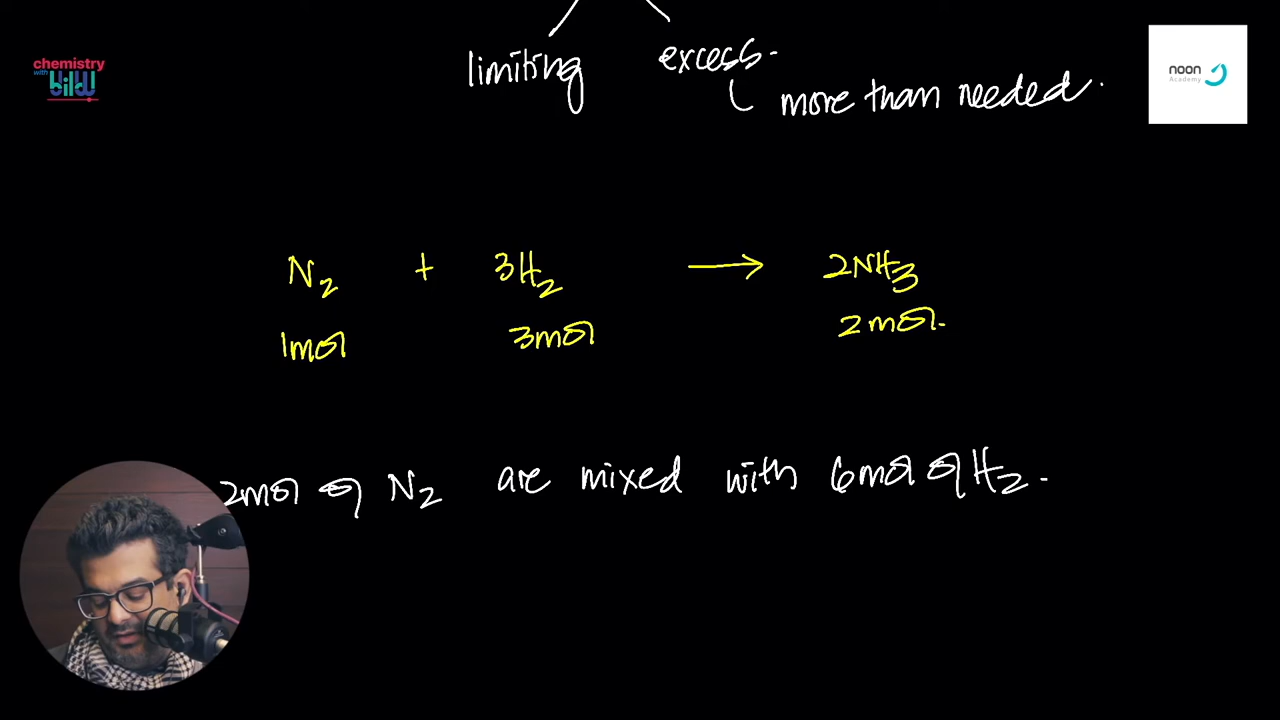 chemistry
with
bilal
limiting
excess.
more than needed.
noon
Academy
N₂ + 3H₂ → 2NH₃
1mol 3mol 2mol.
2mol of N₂ are mixed with 6mol of H₂.